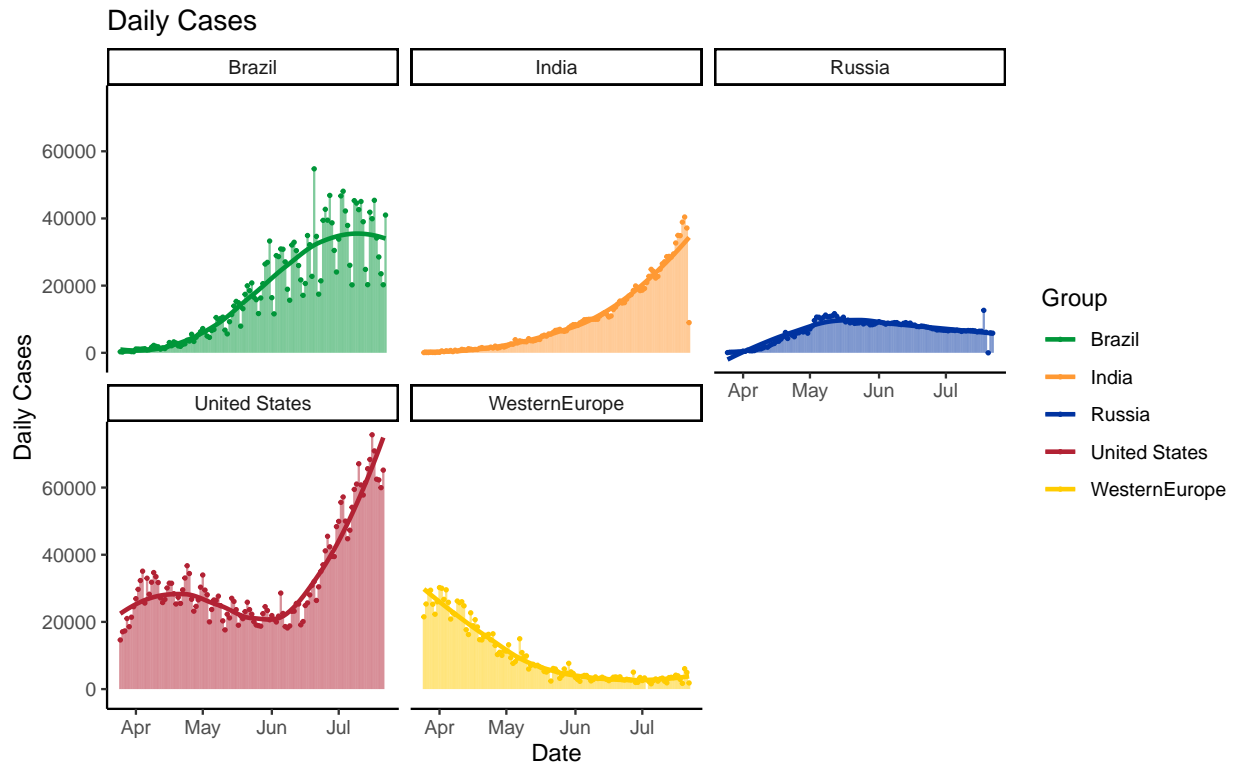 Daily Cases
Brazil
India
Russia
60000
40000
20000
0
Apr May Jun Jul
United States
WesternEurope
60000
40000
20000
0
Apr May Jun Jul
Apr May Jun Jul
Date
Daily Cases
Group
Brazil
India
Russia
United States
WesternEurope